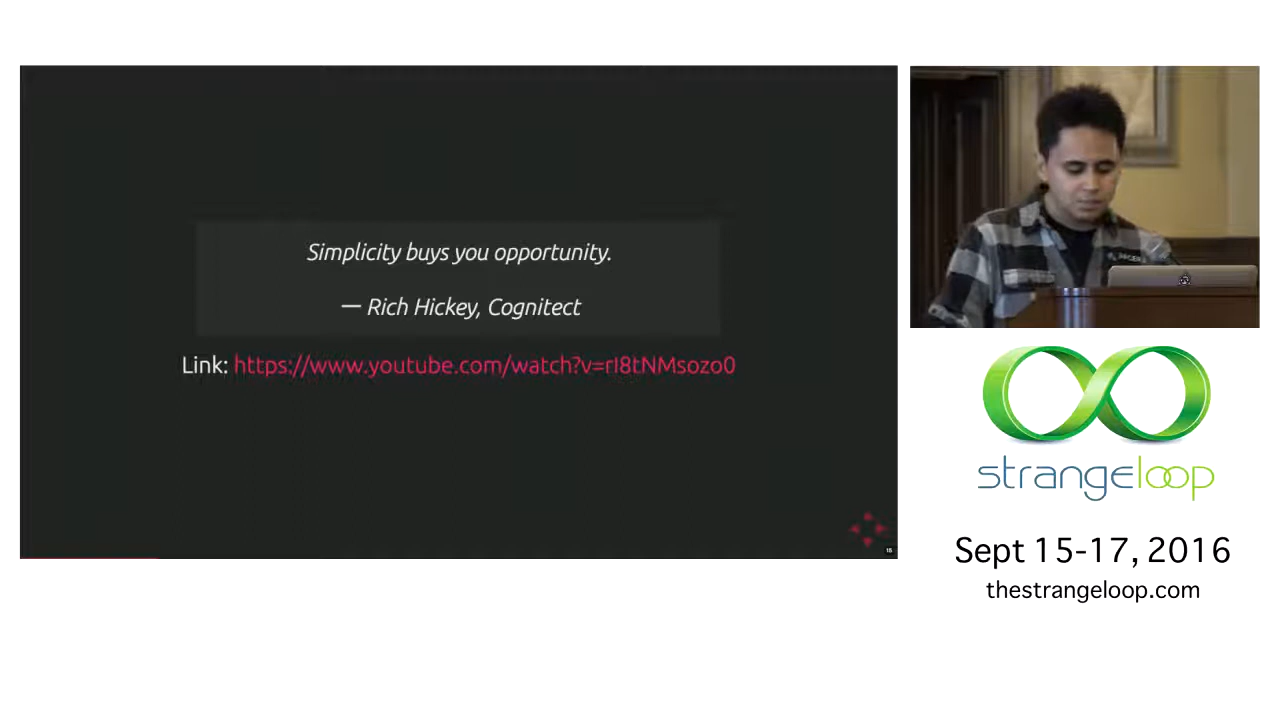 Simplicity buys you opportunity.
— Rich Hickey, Cognitect
Link: https://www.youtube.com/watch?v=rI8tNMsozo0
strangeloop
Sept 15-17, 2016
thestrangeloop.com